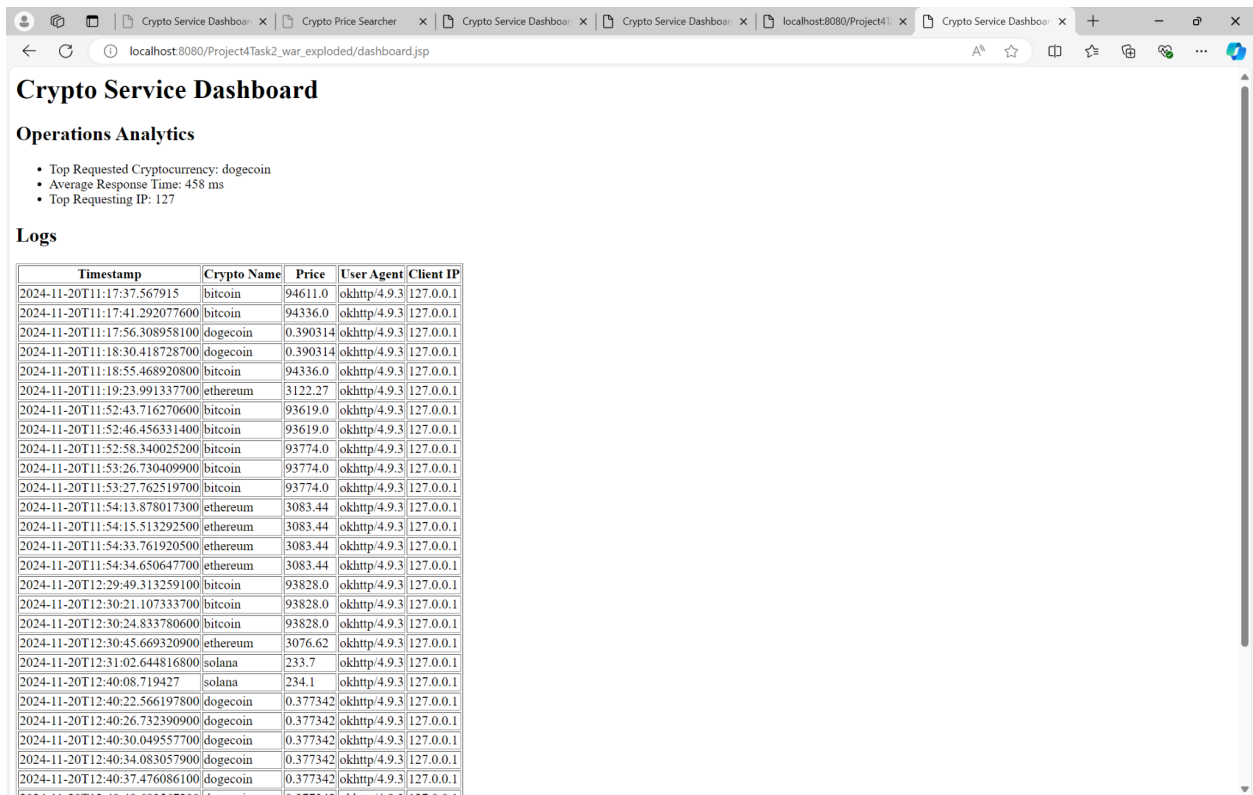 Crypto Service Dashboar
Crypto Price Searcher
Crypto Service Dashboar
Crypto Service Dashboar
localhost:8080/Project4T
Crypto Service Dashboar
localhost:8080/Project4Task2_war_exploded/dashboard.jsp
Crypto Service Dashboard
Operations Analytics
• Top Requested Cryptocurrency: dogecoin
• Average Response Time: 458 ms
• Top Requesting IP: 127
Logs
Timestamp Crypto Name Price User Agent Client IP
2024-11-20T11:17:37.567915 bitcoin 94611.0 okhttp/4.9.3 127.0.0.1
2024-11-20T11:17:41.292077600 bitcoin 94336.0 okhttp/4.9.3 127.0.0.1
2024-11-20T11:17:56.308958100 dogecoin 0.390314 okhttp/4.9.3 127.0.0.1
2024-11-20T11:18:30.418728700 dogecoin 0.390314 okhttp/4.9.3 127.0.0.1
2024-11-20T11:18:55.468920800 bitcoin 94336.0 okhttp/4.9.3 127.0.0.1
2024-11-20T11:19:23.991337700 ethereum 3122.27 okhttp/4.9.3 127.0.0.1
2024-11-20T11:52:43.716270600 bitcoin 93619.0 okhttp/4.9.3 127.0.0.1
2024-11-20T11:52:46.456331400 bitcoin 93619.0 okhttp/4.9.3 127.0.0.1
2024-11-20T11:52:58.340025200 bitcoin 93774.0 okhttp/4.9.3 127.0.0.1
2024-11-20T11:53:26.730409900 bitcoin 93774.0 okhttp/4.9.3 127.0.0.1
2024-11-20T11:53:27.762519700 bitcoin 93774.0 okhttp/4.9.3 127.0.0.1
2024-11-20T11:54:13.878017300 ethereum 3083.44 okhttp/4.9.3 127.0.0.1
2024-11-20T11:54:15.513292500 ethereum 3083.44 okhttp/4.9.3 127.0.0.1
2024-11-20T11:54:33.761920500 ethereum 3083.44 okhttp/4.9.3 127.0.0.1
2024-11-20T11:54:34.650647700 ethereum 3083.44 okhttp/4.9.3 127.0.0.1
2024-11-20T12:29:49.313259100 bitcoin 93828.0 okhttp/4.9.3 127.0.0.1
2024-11-20T12:30:21.107333700 bitcoin 93828.0 okhttp/4.9.3 127.0.0.1
2024-11-20T12:30:24.833780600 bitcoin 93828.0 okhttp/4.9.3 127.0.0.1
2024-11-20T12:30:45.669320900 ethereum 3076.62 okhttp/4.9.3 127.0.0.1
2024-11-20T12:31:02.644816800 solana 233.7 okhttp/4.9.3 127.0.0.1
2024-11-20T12:40:08.719427 solana 234.1 okhttp/4.9.3 127.0.0.1
2024-11-20T12:40:22.566197800 dogecoin 0.377342 okhttp/4.9.3 127.0.0.1
2024-11-20T12:40:26.732390900 dogecoin 0.377342 okhttp/4.9.3 127.0.0.1
2024-11-20T12:40:30.049557700 dogecoin 0.377342 okhttp/4.9.3 127.0.0.1
2024-11-20T12:40:34.083057900 dogecoin 0.377342 okhttp/4.9.3 127.0.0.1
2024-11-20T12:40:37.476086100 dogecoin 0.377342 okhttp/4.9.3 127.0.0.1